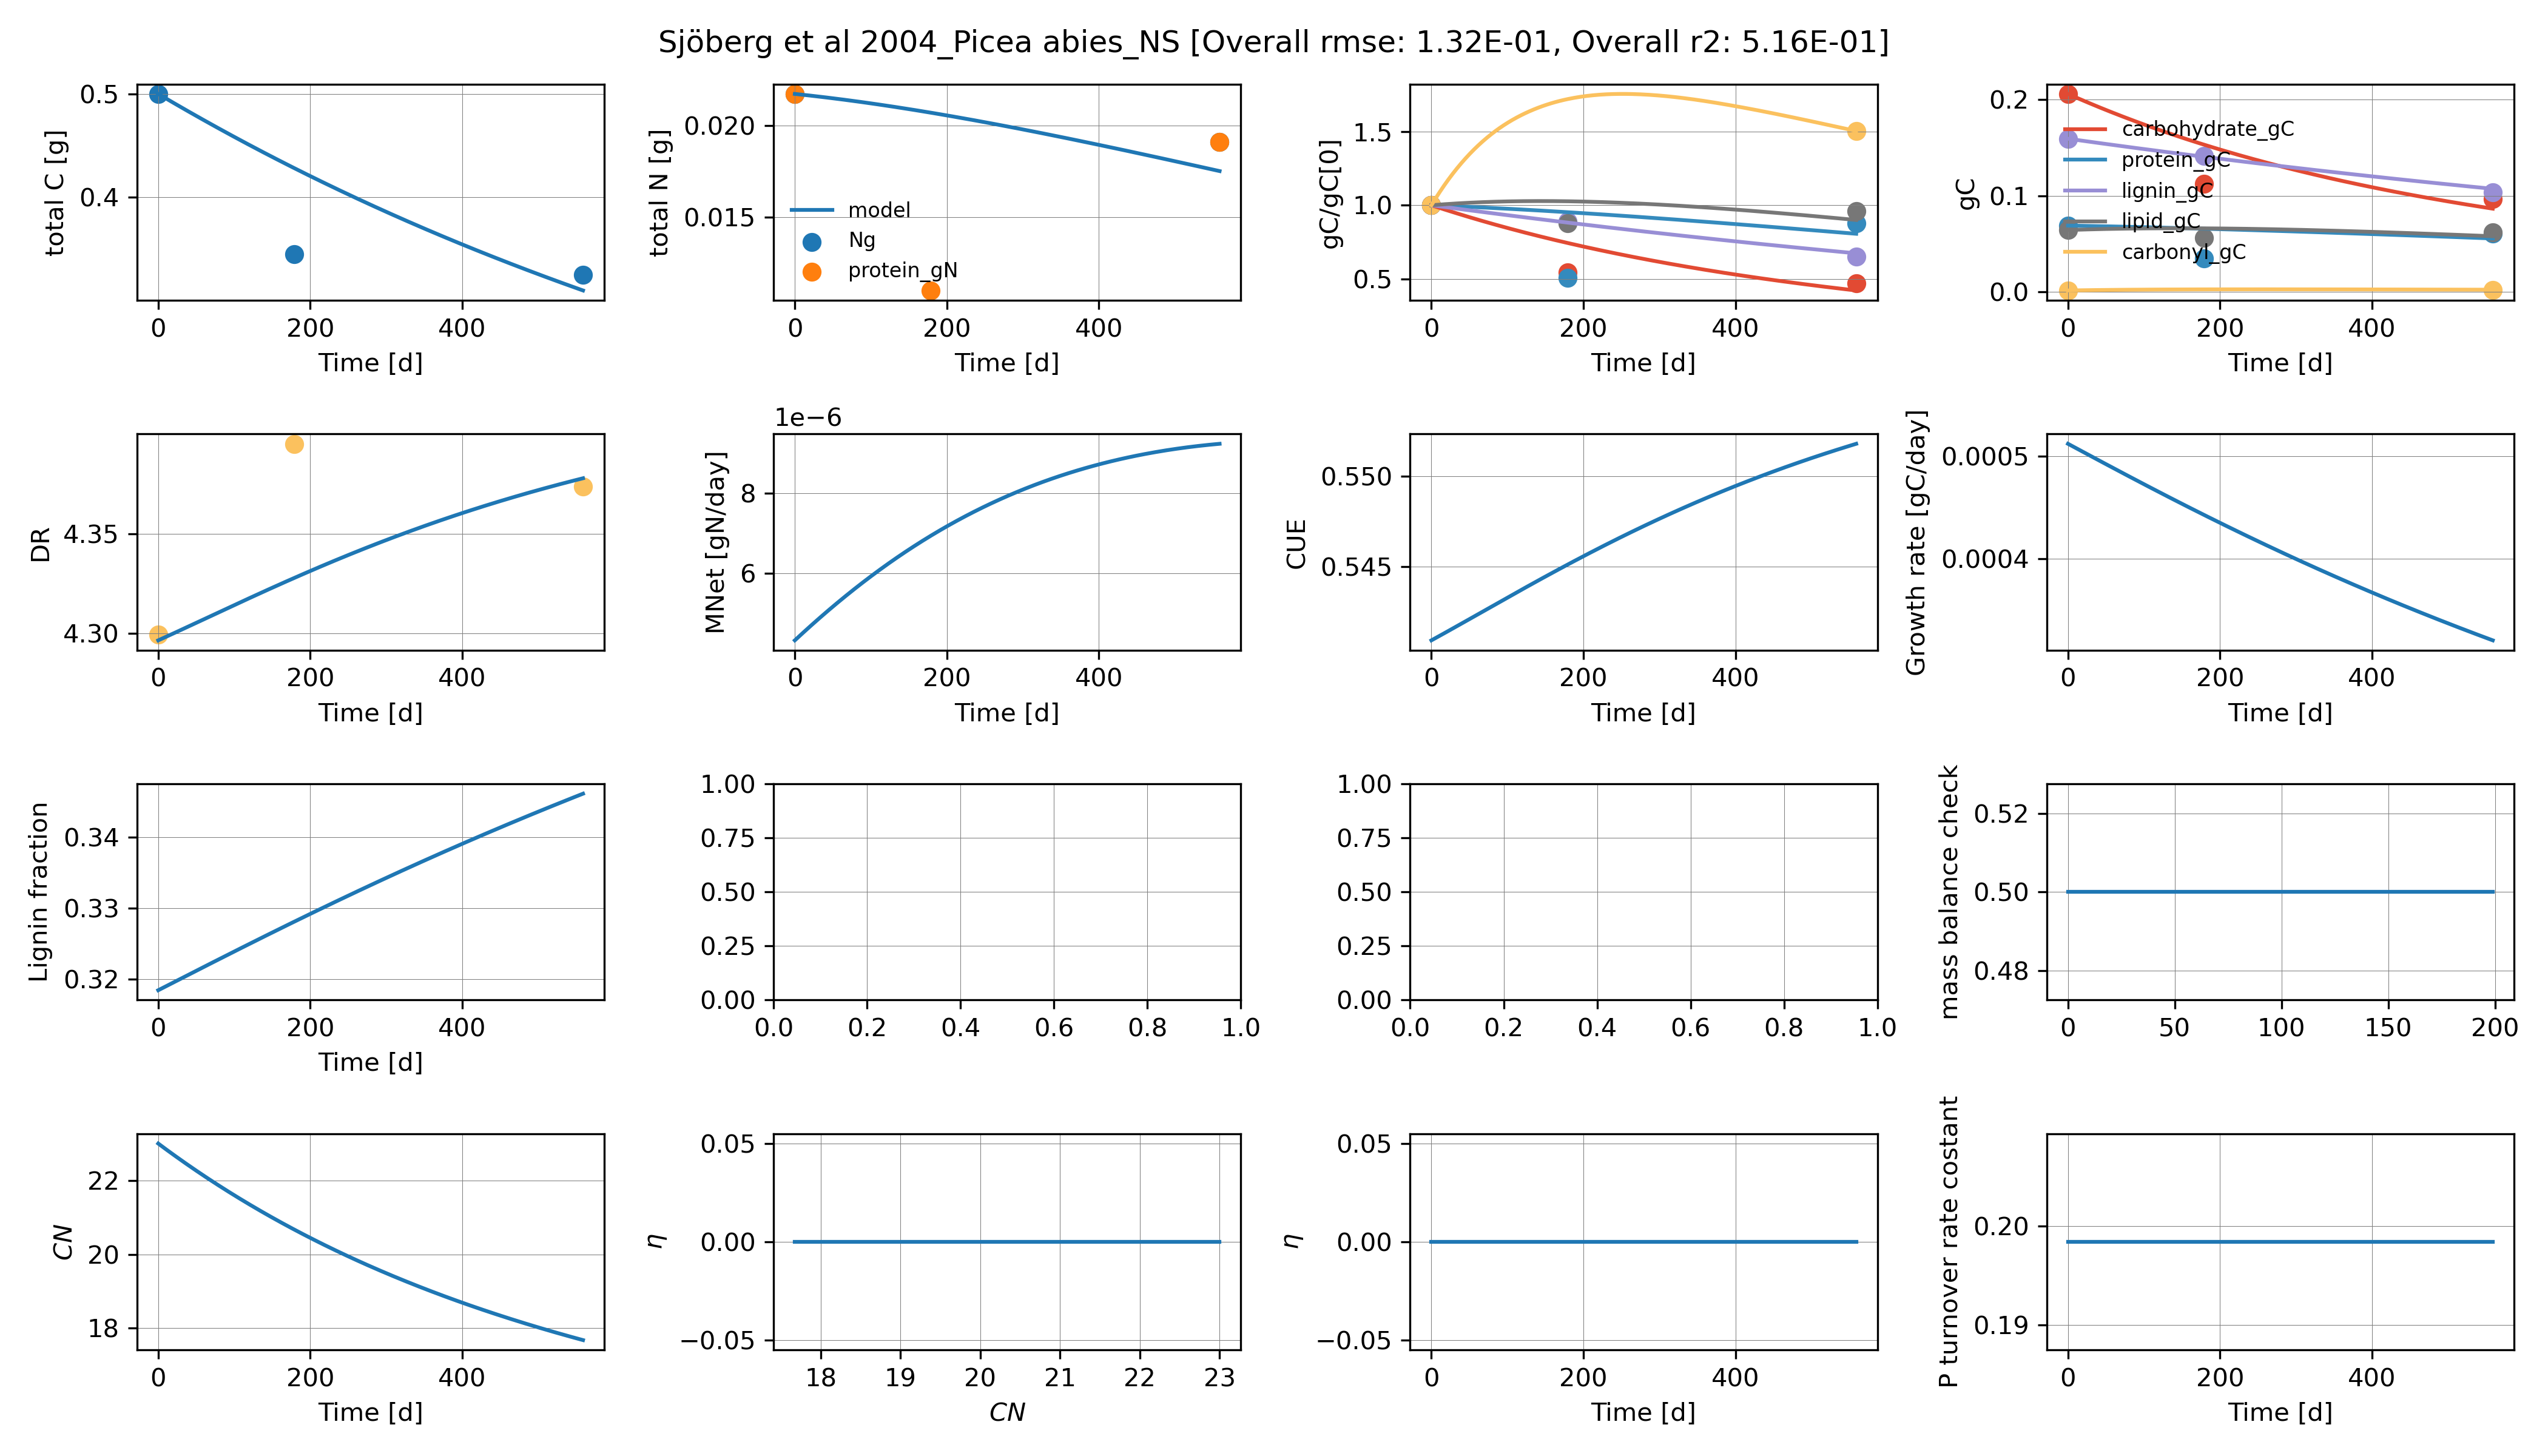 Sjöberg et al 2004_Picea abies_NS [Overall rmse: 1.32E-01, Overall r2: 5.16E-01]
total C [g]
0.5
0.4
0 200 400
Time [d]
total N [g]
0.020
0.015
model
Ng
protein_gN
0 200 400
Time [d]
gC/gC[0]
1.5
1.0
0.5
0 200 400
Time [d]
gC
0.2
0.1
0.0
carbohydrate_gC
protein_gC
lignin_gC
lipid_gC
carbonyl_gC
0 200 400
Time [d]
DR
4.35
4.30
0 200 400
Time [d]
1e−6
MNet [gN/day]
8
6
0 200 400
Time [d]
CUE
0.550
0.545
0 200 400
Time [d]
Growth rate [gC/day]
0.0005
0.0004
0 200 400
Time [d]
Lignin fraction
0.34
0.33
0.32
0 200 400
Time [d]
1.00
0.75
0.50
0.25
0.00
0.0 0.2 0.4 0.6 0.8 1.0
1.00
0.75
0.50
0.25
0.00
0.0 0.2 0.4 0.6 0.8 1.0
mass balance check
0.52
0.50
0.48
0 50 100 150 200
CN
22
20
18
0 200 400
Time [d]
η
0.05
0.00
−0.05
18 19 20 21 22 23
CN
η
0.05
0.00
−0.05
0 200 400
Time [d]
P turnover rate costant
0.20
0.19
0 200 400
Time [d]